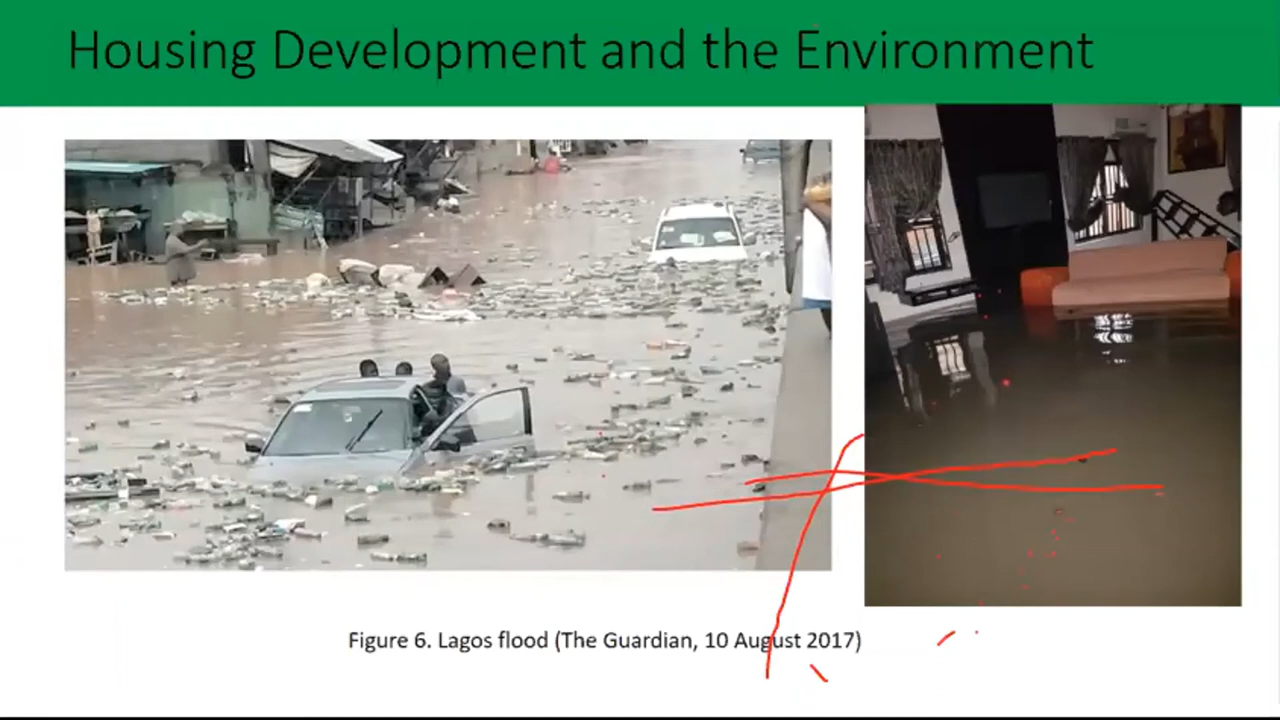 Housing Development and the Environment
Figure 6. Lagos flood (The Guardian, 10 August 2017)